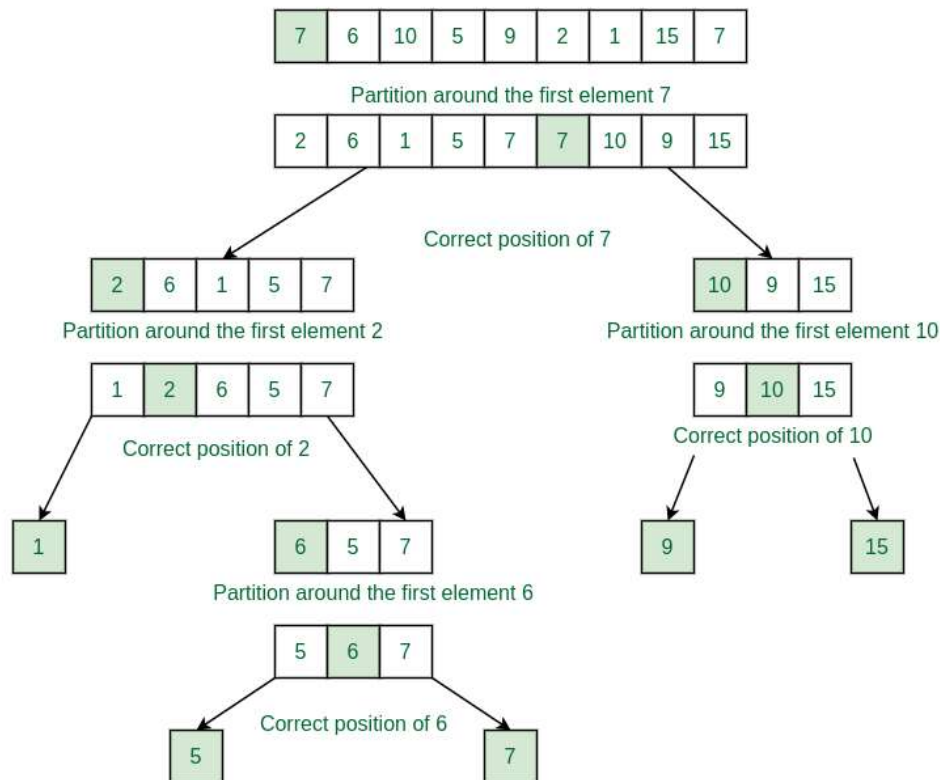 7 6 10 5 9 2 1 15 7
Partition around the first element 7
2 6 1 5 7 7 10 9 15
Correct position of 7
2 6 1 5 7
10 9 15
Partition around the first element 2
Partition around the first element 10
1 2 6 5 7
9 10 15
Correct position of 2
Correct position of 10
1
6 5 7
9
15
Partition around the first element 6
5 6 7
Correct position of 6
5
7